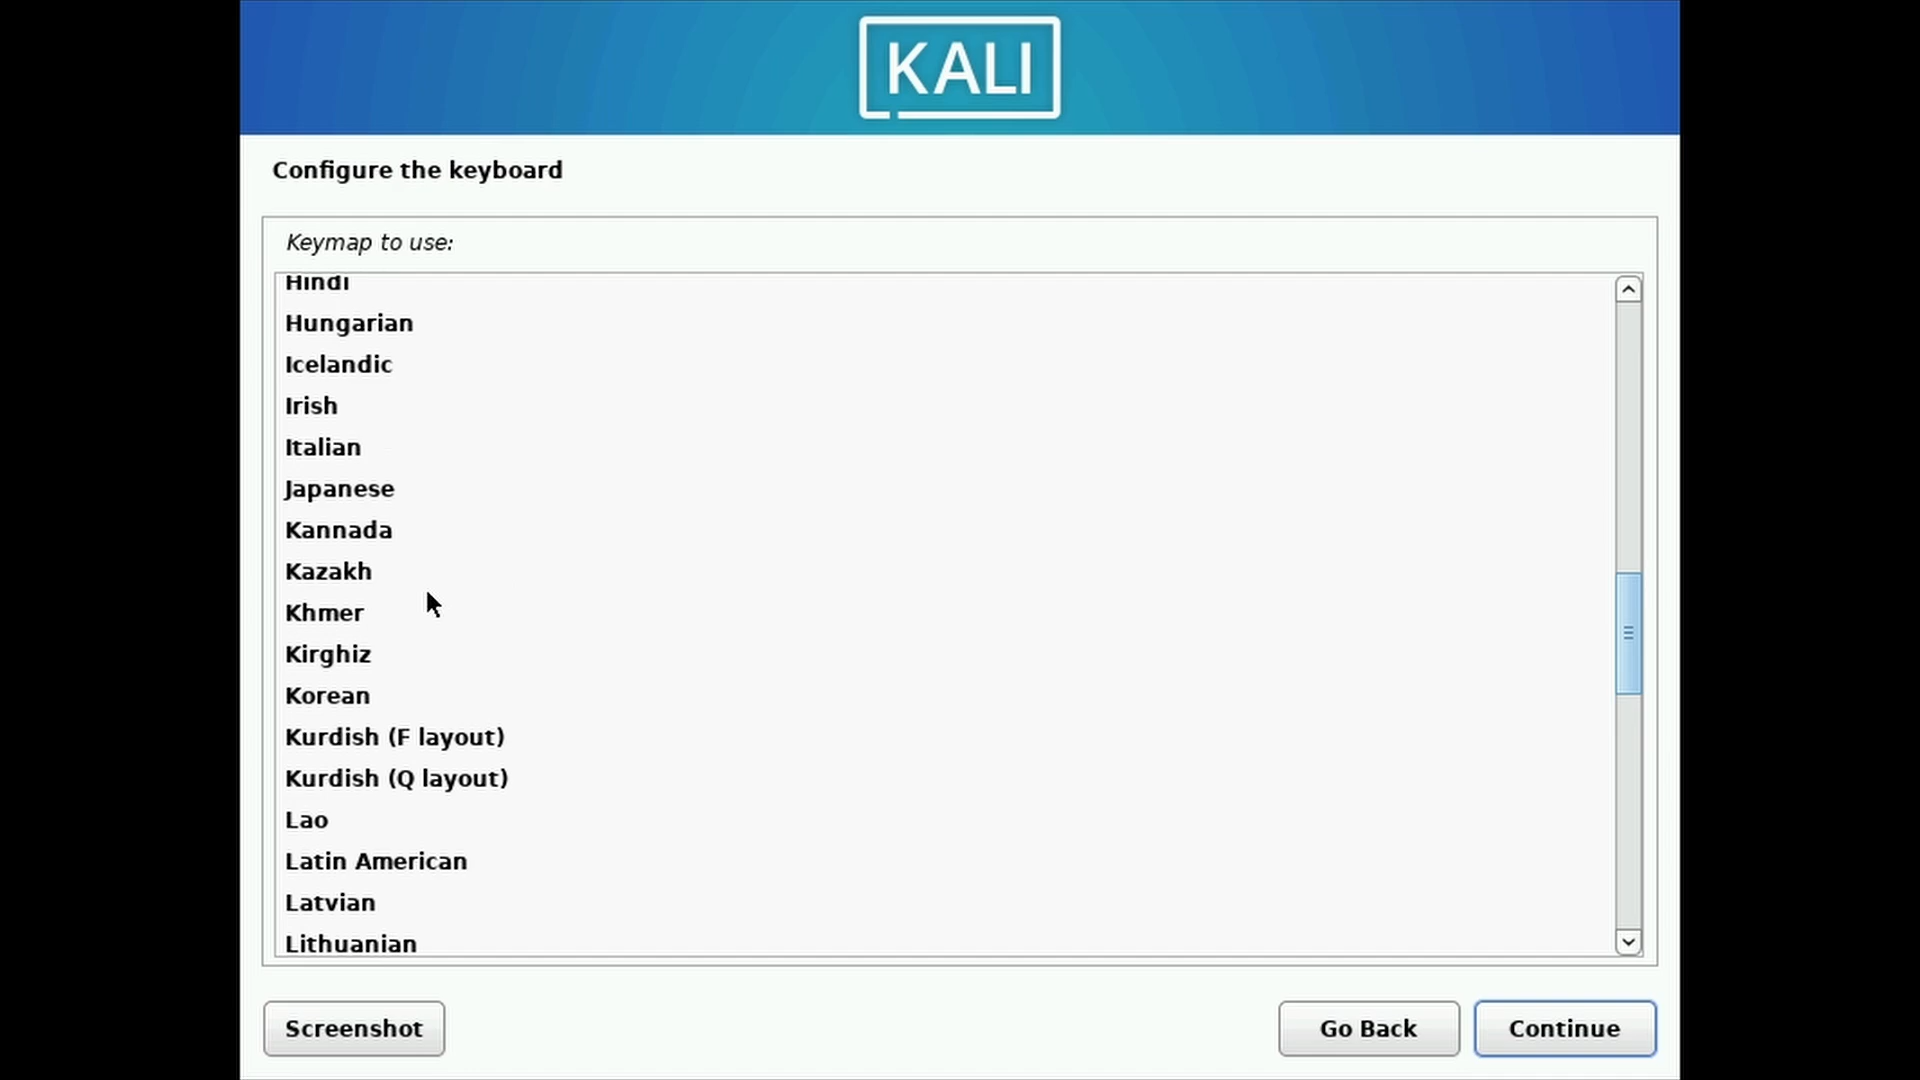 KALI
Configure the keyboard
Keymap to use:
Hindi
Hungarian
Icelandic
Irish
Italian
Japanese
Kannada
Kazakh
Khmer
Kirghiz
Korean
Kurdish (F layout)
Kurdish (Q layout)
Lao
Latin American
Latvian
Lithuanian
Screenshot
Go Back
Continue